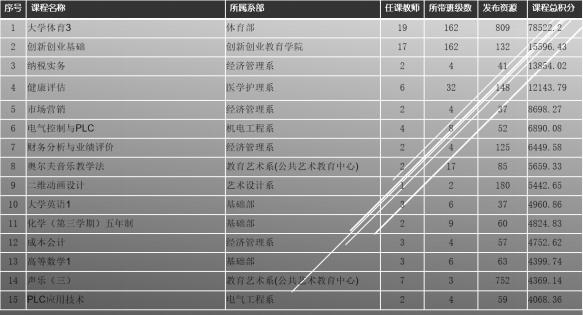 序号 课程名称 所属系部 任课教师 所带班级数 发布资源 课程总积分
1 大学体育3 体育部 19 162 809 78522.2
2 创新创业基础 创新创业教育学院 17 162 132 15596.43
3 纳税实务 经济管理系 2 4 41 13854.02
4 健康评估 医学护理系 6 32 148 12143.79
5 市场营销 经济管理系 2 4 37 8698.27
6 电气控制与PLC 机电工程系 4 8 52 6890.08
7 财务分析与业绩评价 经济管理系 2 4 125 6449.58
8 奥尔夫音乐教学法 教育艺术系(公共艺术教育中心) 2 17 85 5659.33
9 二维动画设计 艺术设计系 1 2 180 5442.65
10 大学英语1 基础部 3 6 37 4960.86
11 化学（第三学期）五年制 基础部 2 9 60 4824.83
12 成本会计 经济管理系 3 4 57 4752.62
13 高等数学1 基础部 3 6 63 4399.74
14 声乐（三） 教育艺术系(公共艺术教育中心) 7 3 752 4369.14
15 PLC应用技术 电气工程系 2 4 59 4068.36